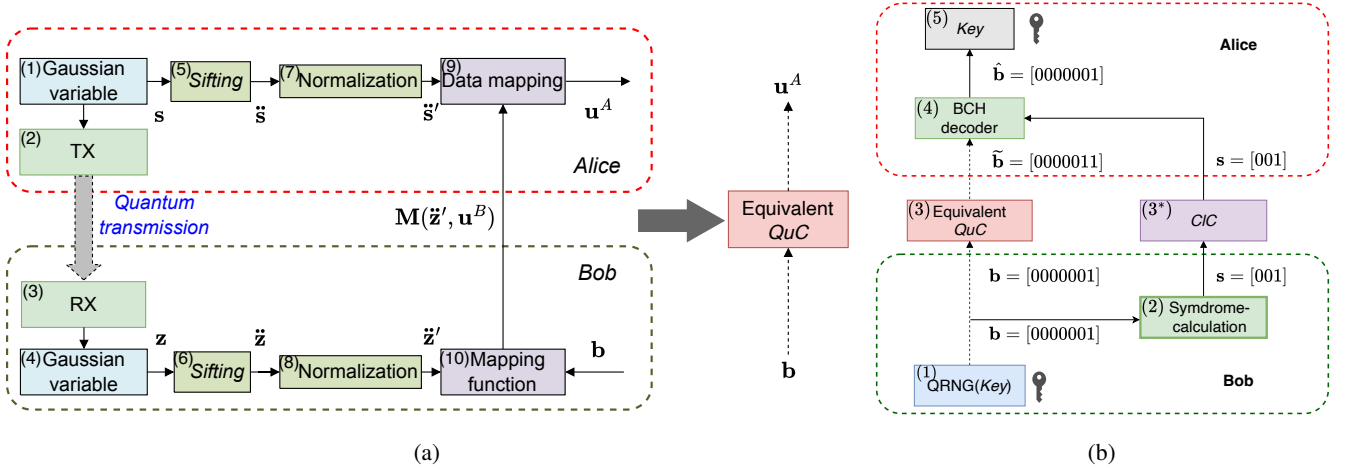 (1) Gaussian
variable
(5) Sifting
(7) Normalization
(9) Data mapping
s
s̈
s̈′
u^A
(2) TX
Alice
Quantum
transmission
M(z̈′, u^B)
Bob
(3) RX
z
z̈
z̈′
(4) Gaussian
variable
(6) Sifting
(8) Normalization
(10) Mapping
function
b
u^A
Equivalent
QuC
b
(a)
(5) Key
Alice
b̂ = [0000001]
(4) BCH
decoder
b̃ = [0000011]
s = [001]
(3) Equivalent
QuC
(3*) ClC
b = [0000001]
s = [001]
(2) Symdrome-
calculation
b = [0000001]
(1) QRNG(Key)
Bob
(b)